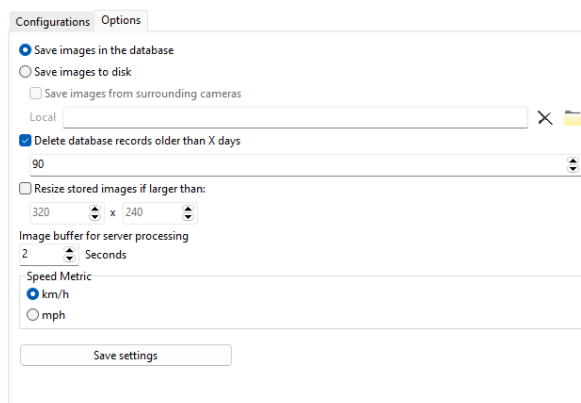 Configurations Options
Save images in the database
Save images to disk
Save images from surrounding cameras
Local
Delete database records older than X days
90
Resize stored images if larger than:
320 x 240
Image buffer for server processing
2 Seconds
Speed Metric
km/h
mph
Save settings